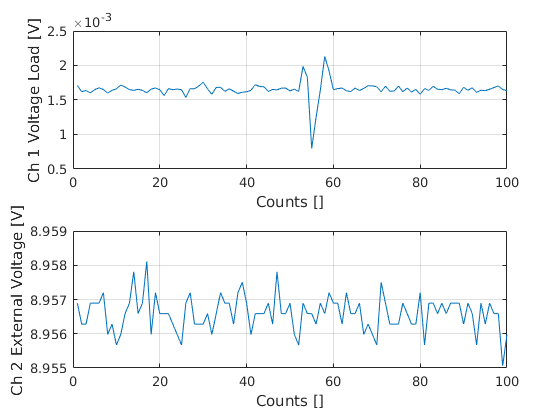 ×10⁻³
2.5
2
1.5
1
0.5
Ch 1 Voltage Load [V]
0 20 40 60 80 100
Counts []
8.959
8.958
8.957
8.956
8.955
Ch 2 External Voltage [V]
0 20 40 60 80 100
Counts []